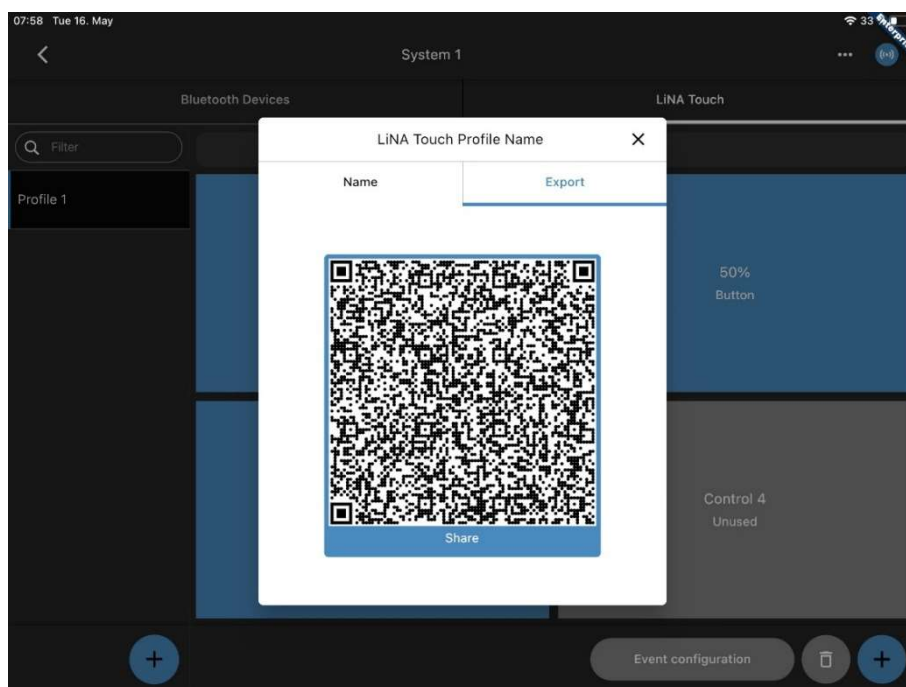 07:58 Tue 16. May
33
System 1
Bluetooth Devices
LiNA Touch
Filter
LiNA Touch Profile Name
Name
Export
Profile 1
50%
Button
Control 4
Unused
Share
Event configuration